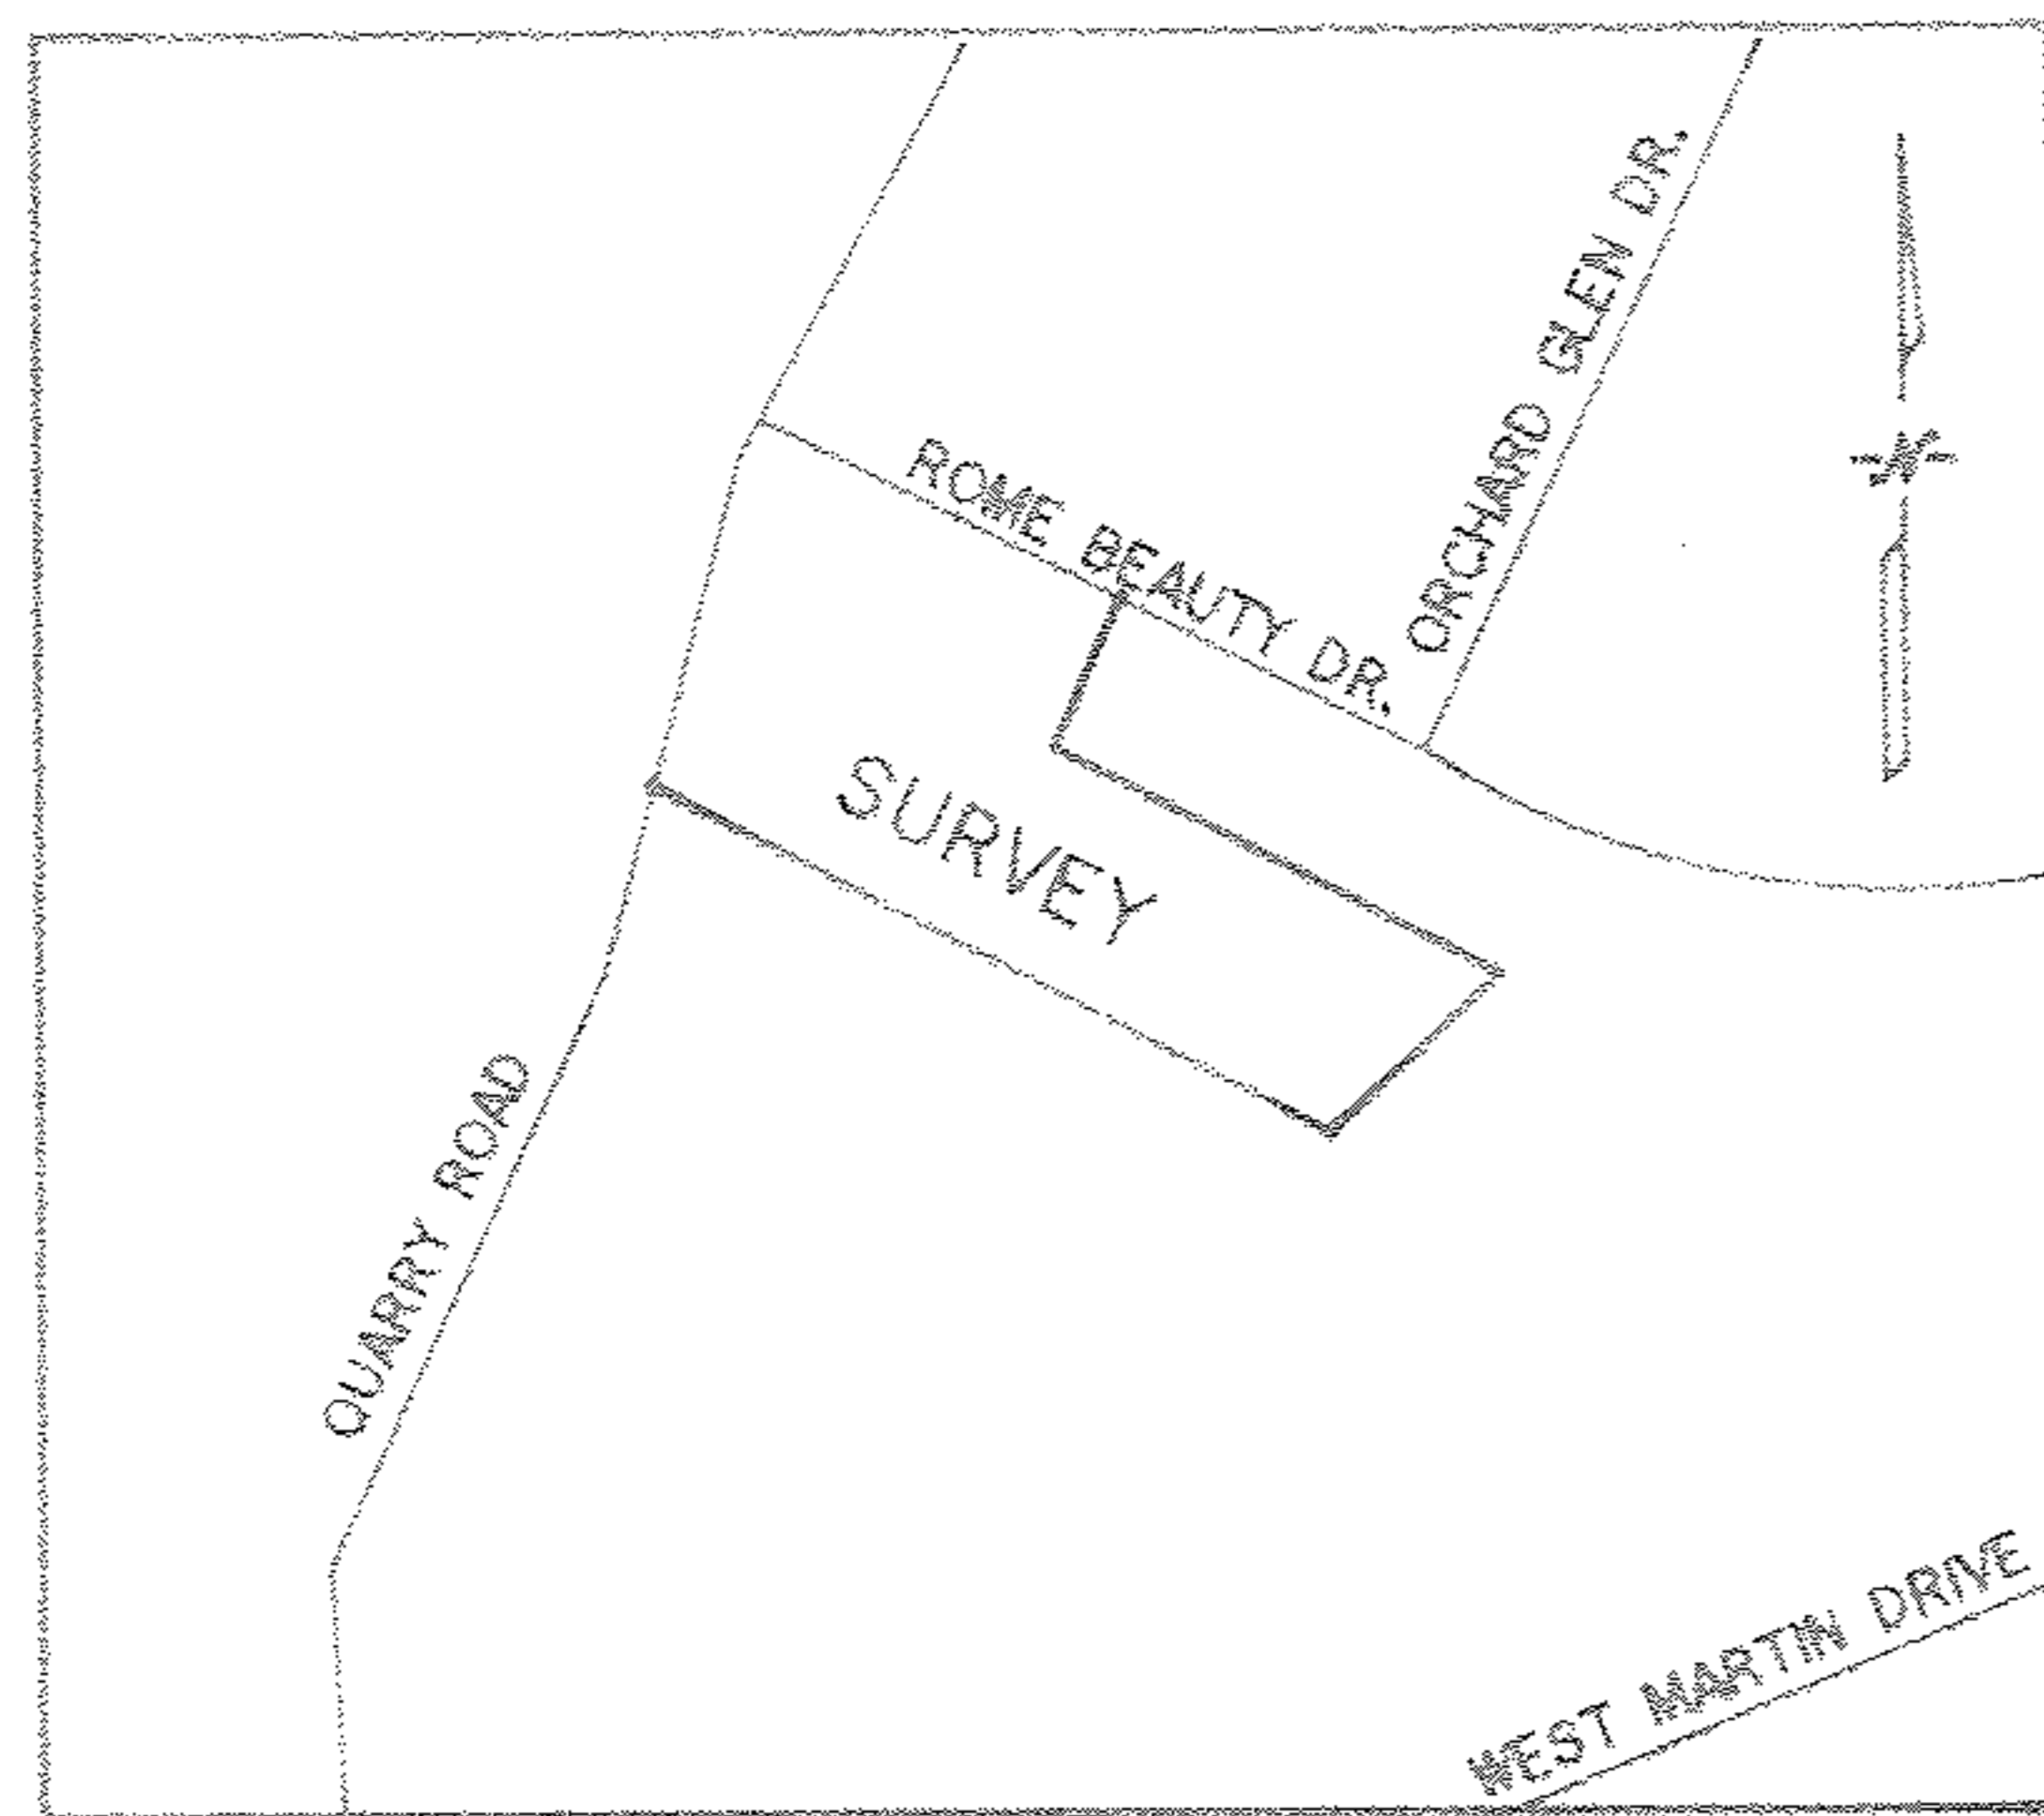 ORCHARD GLEN DR.
ROME BEAUTY DR.
SURVEY
QUARRY ROAD
WEST MARTIN DRIVE